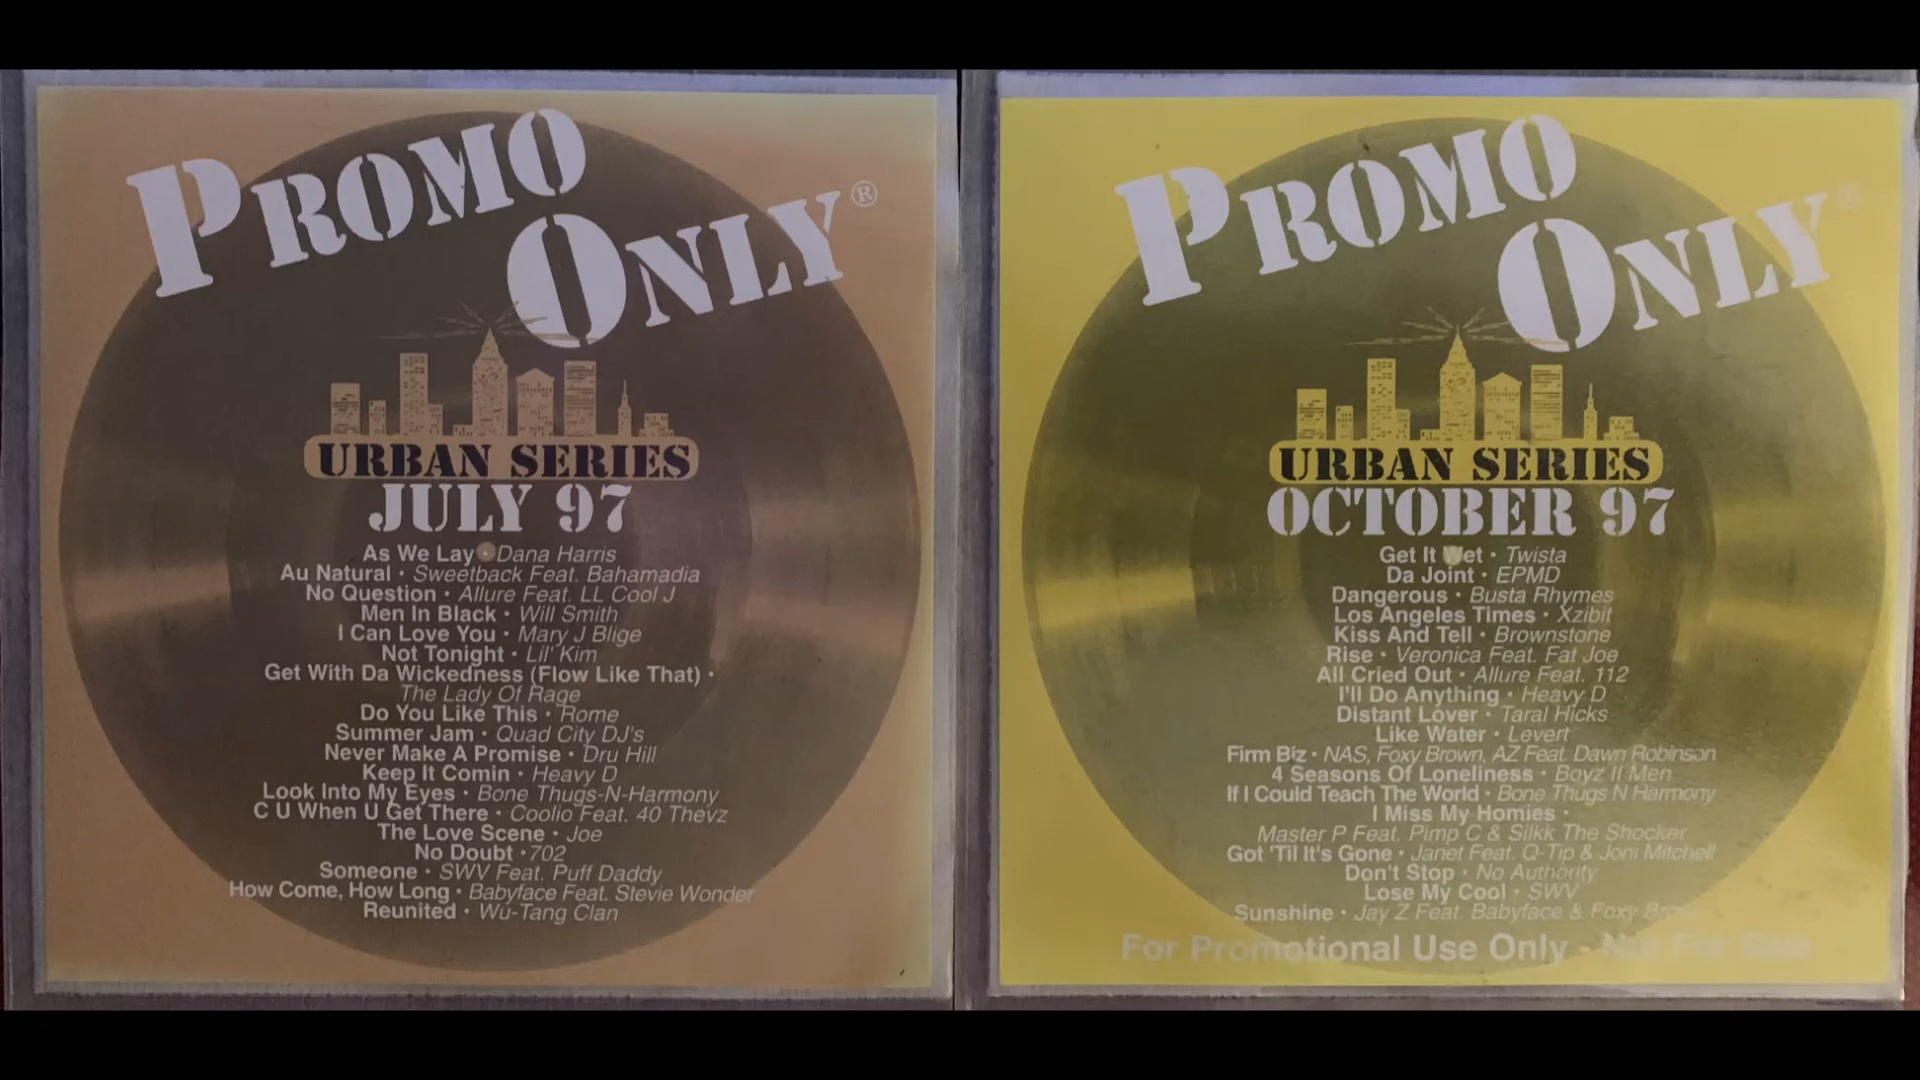 PROMO
ONLY®
URBAN SERIES
JULY 97
As We Lay • Dana Harris
Au Natural • Sweetback Feat. Bahamadia
No Question • Allure Feat. LL Cool J
Men In Black • Will Smith
I Can Love You • Mary J Blige
Not Tonight • Lil' Kim
Get With Da Wickedness (Flow Like That) •
The Lady Of Rage
Do You Like This • Rome
Summer Jam • Quad City DJ's
Never Make A Promise • Dru Hill
Keep It Comin • Heavy D
Look Into My Eyes • Bone Thugs-N-Harmony
C U When U Get There • Coolio Feat. 40 Thevz
The Love Scene • Joe
No Doubt • 702
Someone • SWV Feat. Puff Daddy
How Come, How Long • Babyface Feat. Stevie Wonder
Reunited • Wu-Tang Clan
PROMO
ONLY®
URBAN SERIES
OCTOBER 97
Get It Wet • Twista
Da Joint • EPMD
Dangerous • Busta Rhymes
Los Angeles Times • Xzibit
Kiss And Tell • Brownstone
Rise • Veronica Feat. Fat Joe
All Cried Out • Allure Feat. 112
I'll Do Anything • Heavy D
Distant Lover • Taral Hicks
Like Water • Levert
Firm Biz • NAS, Foxy Brown, AZ Feat. Dawn Robinson
4 Seasons Of Loneliness • Boyz II Men
If I Could Teach The World • Bone Thugs N Harmony
I Miss My Homies •
Master P Feat. Pimp C & Silkk The Shocker
Got 'Til It's Gone • Janet Feat. Q-Tip & Joni Mitchell
Don't Stop • No Authority
Lose My Cool • SWV
Sunshine • Jay Z Feat. Babyface & Foxy Brown
For Promotional Use Only - Not For Sale